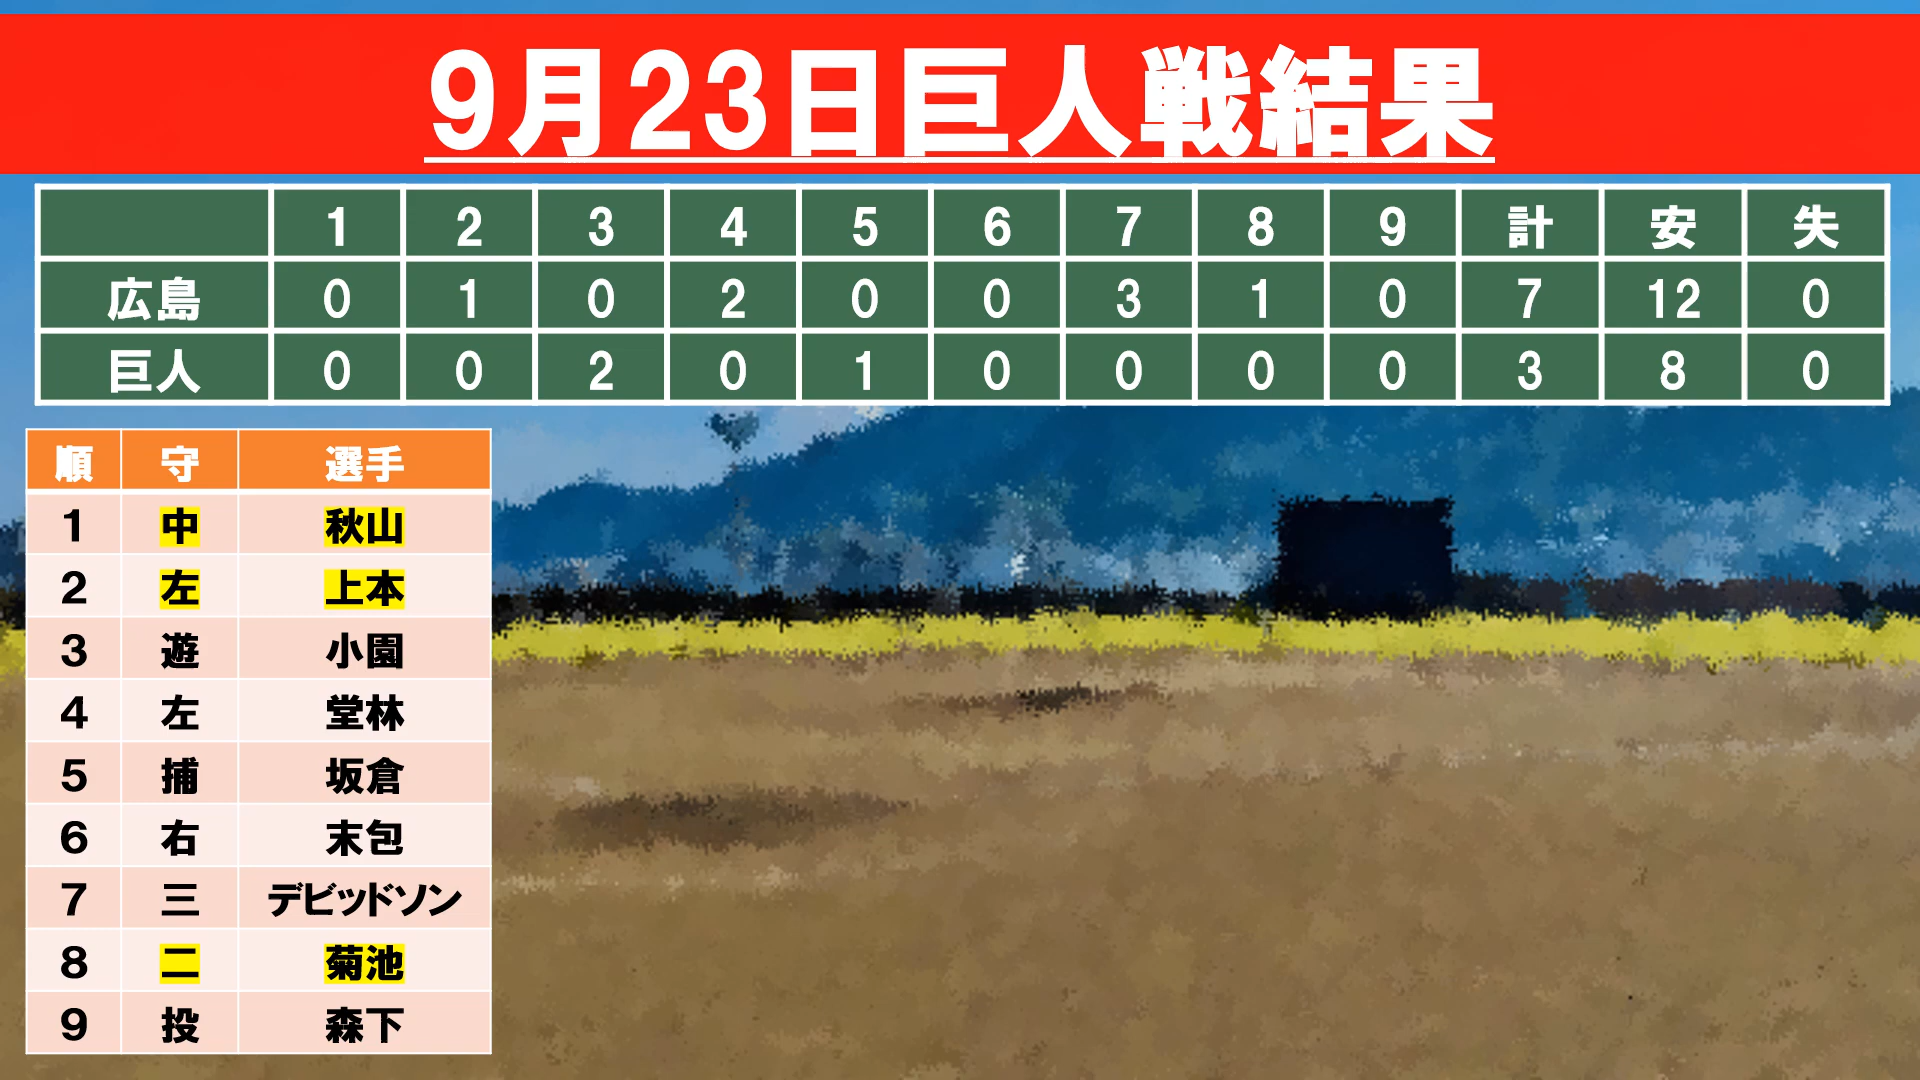 9月23日巨人戦結果
1 2 3 4 5 6 7 8 9 計 安 失
広島 0 1 0 2 0 0 3 1 0 7 12 0
巨人 0 0 2 0 1 0 0 0 0 3 8 0
順 守 選手
1 中 秋山
2 左 上本
3 遊 小園
4 左 堂林
5 捕 坂倉
6 右 末包
7 三 デビッドソン
8 二 菊池
9 投 森下